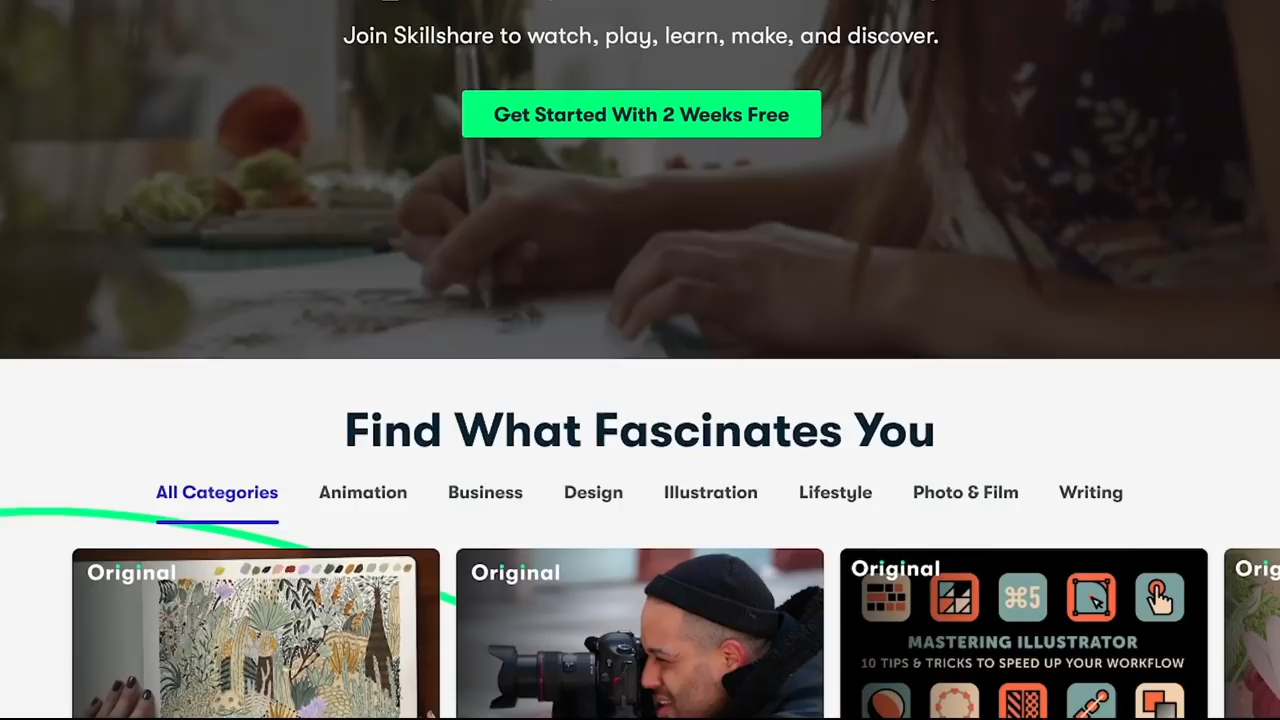 Join Skillshare to watch, play, learn, make, and discover.
Get Started With 2 Weeks Free
Find What Fascinates You
All Categories
Animation
Business
Design
Illustration
Lifestyle
Photo & Film
Writing
Original
Original
Original
⌘5
MASTERING ILLUSTRATOR
10 TIPS & TRICKS TO SPEED UP YOUR WORKFLOW